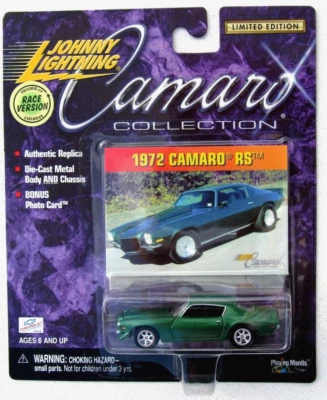 LIMITED EDITION
JOHNNY
LIGHTNING
Camaro
COLLECTION
RACE
VERSION
Authentic Replica
Die-Cast Metal
Body AND Chassis
BONUS
Photo Card™
1972 CAMARO® RS™
Camaro
COLLECTION
AGES 6 AND UP
WARNING: CHOKING HAZARD–
small parts. Not for children under 3 yrs.
Playing Mantis